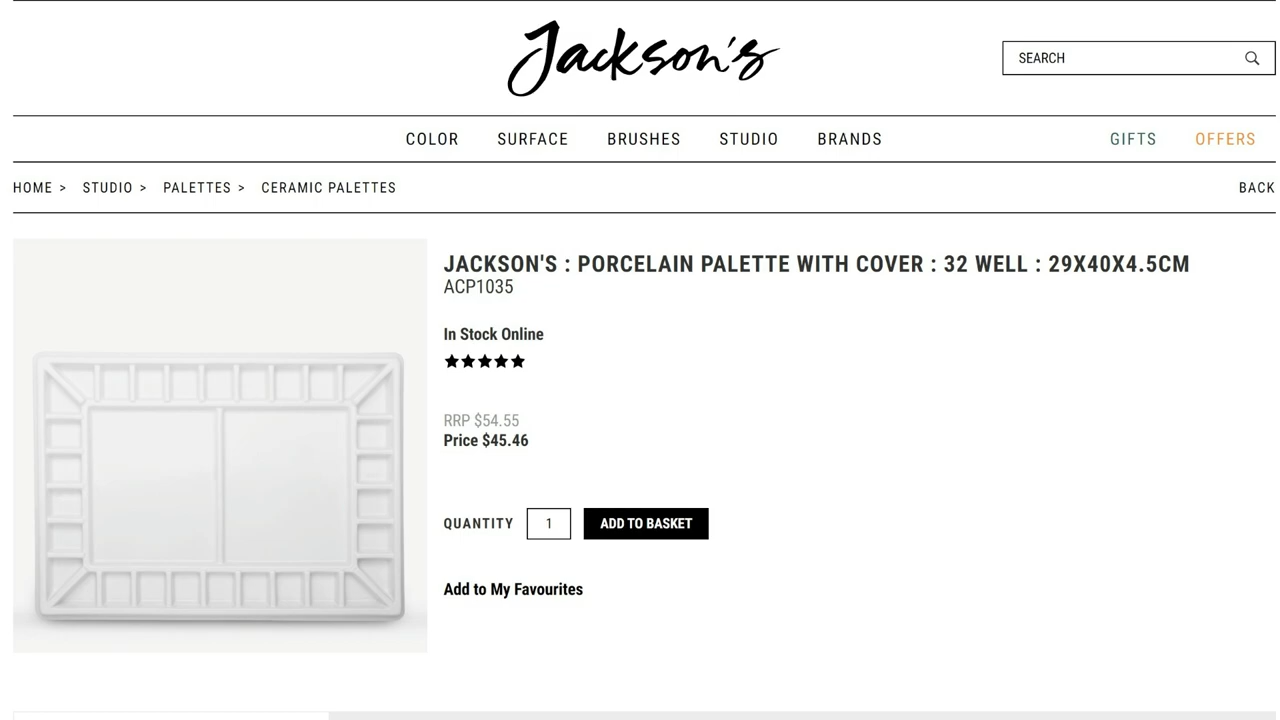 Jackson's
SEARCH
COLOR SURFACE BRUSHES STUDIO BRANDS GIFTS OFFERS
HOME > STUDIO > PALETTES > CERAMIC PALETTES BACK
JACKSON'S : PORCELAIN PALETTE WITH COVER : 32 WELL : 29X40X4.5CM
ACP1035
In Stock Online
RRP $54.55
Price $45.46
QUANTITY 1 ADD TO BASKET
Add to My Favourites